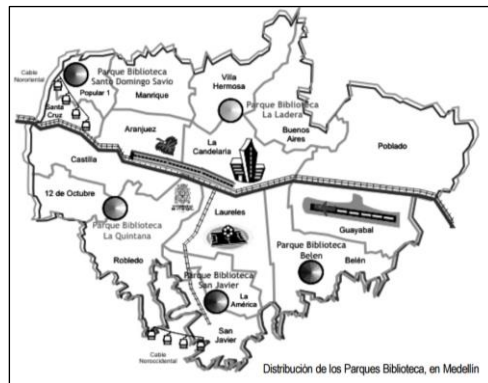 Cable
Nororiental
Parque Biblioteca
Santo Domingo Savio
Popular 1
Santa
Cruz
Manrique
Villa
Hermosa
Parque Biblioteca
La Ladera
Buenos
Aires
Poblado
Aranjuez
La
Candelaria
Castilla
12 de Octubre
Parque Biblioteca
La Quintana
Laureles
Guayabal
Parque Biblioteca
Belen
Belén
Robledo
Parque Biblioteca
San Javier
La
América
San
Javier
Cable
Noroccidental
Distribución de los Parques Biblioteca, en Medellín